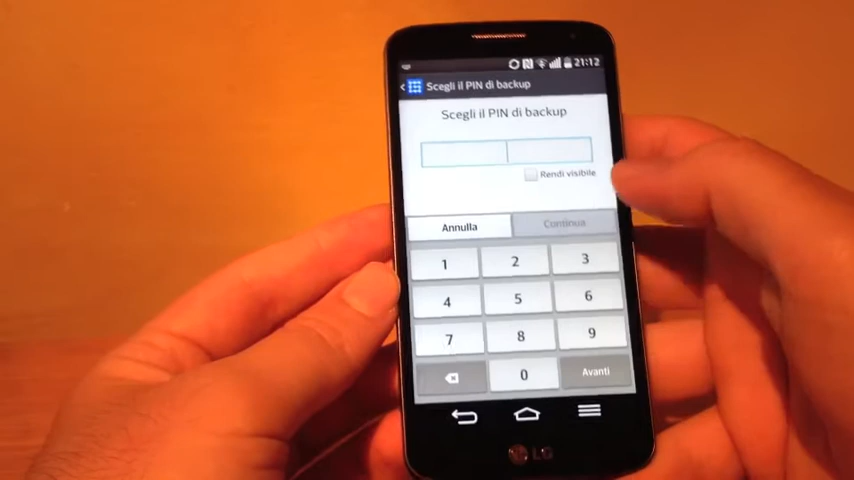 21:12
Scegli il PIN di backup
Scegli il PIN di backup
Rendi visibile
Annulla Continua
1 2 3
4 5 6
7 8 9
0 Avanti
LG